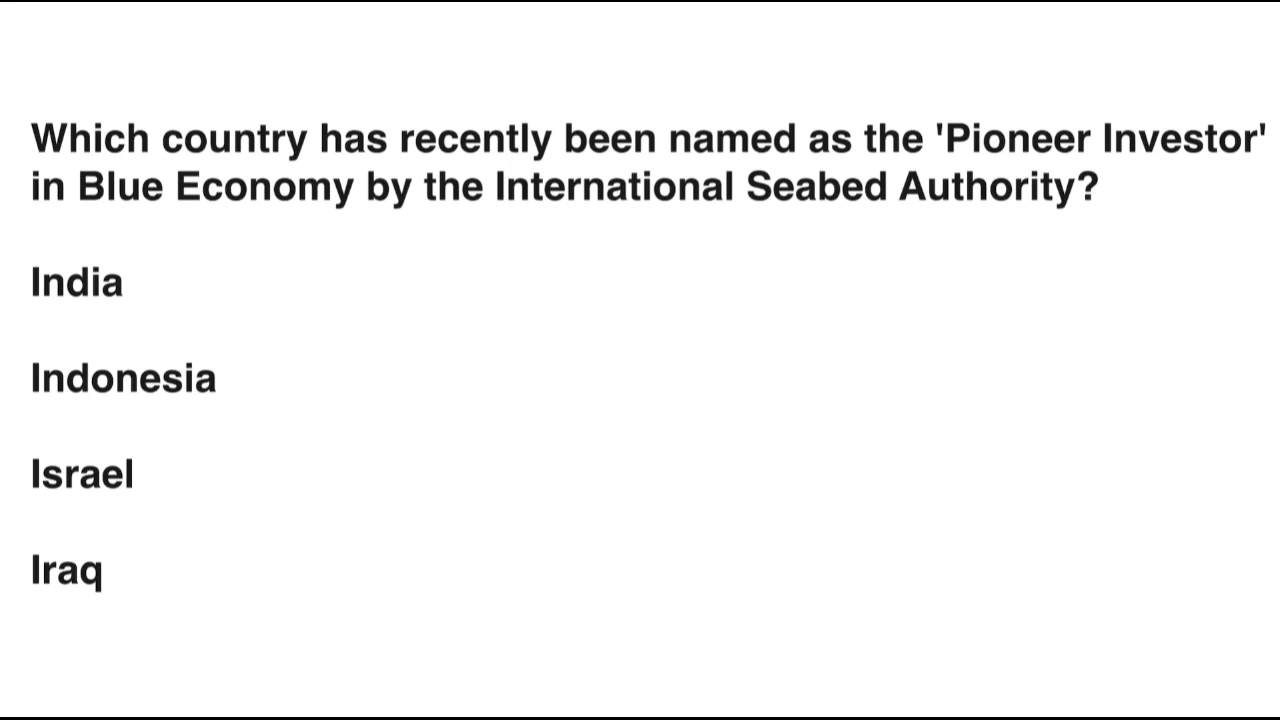 Which country has recently been named as the 'Pioneer Investor'
in Blue Economy by the International Seabed Authority?
India
Indonesia
Israel
Iraq